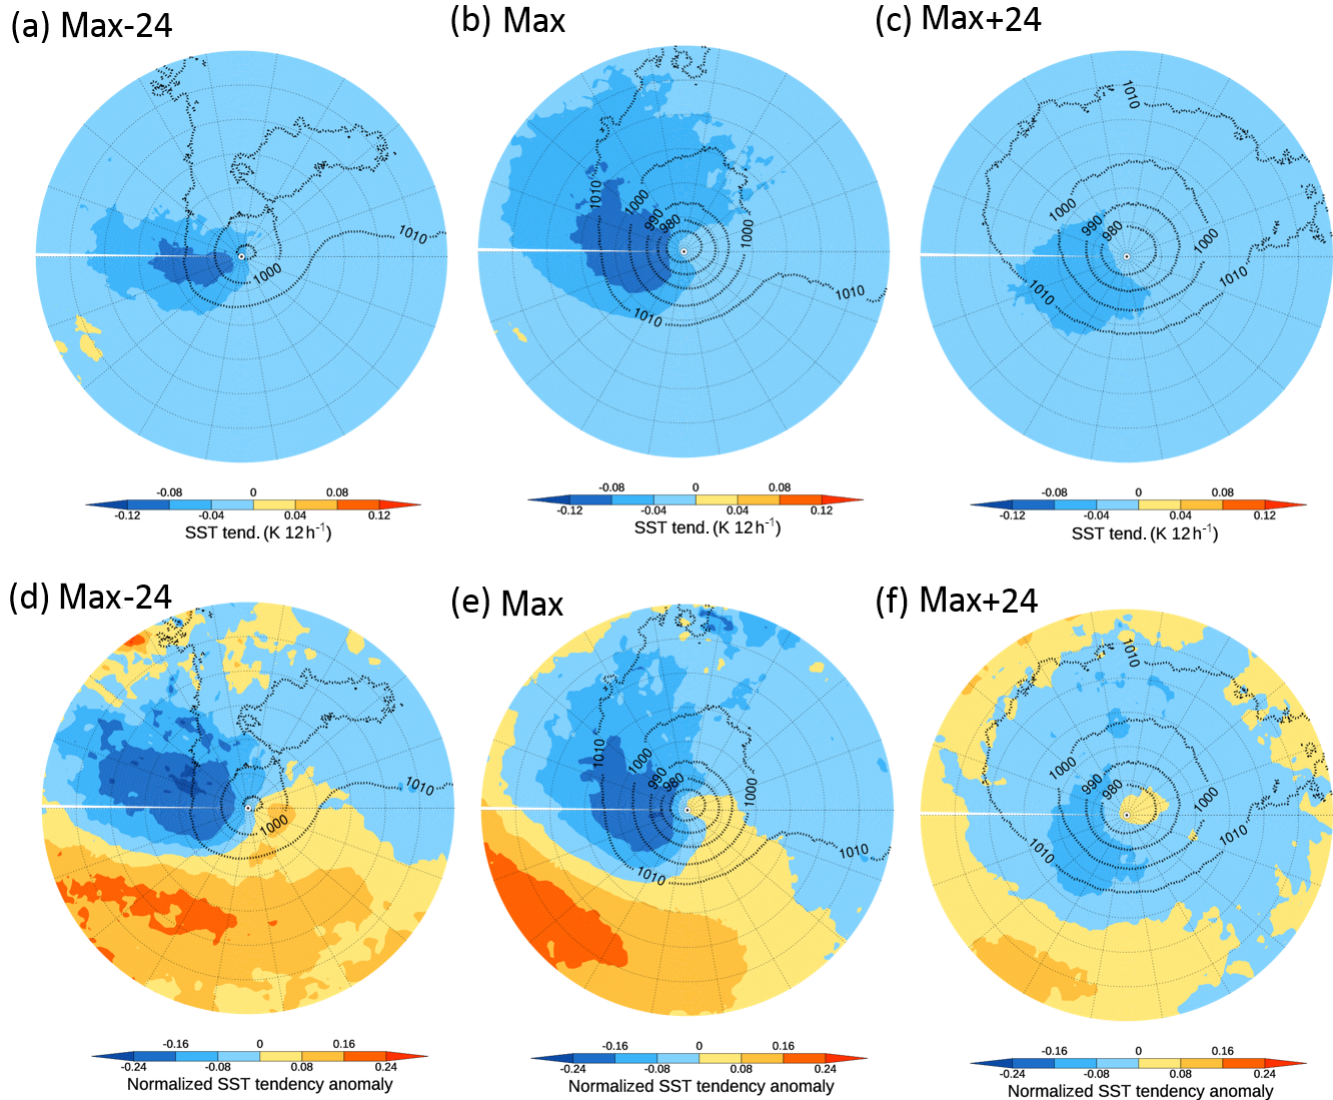 (a) Max-24
(b) Max
(c) Max+24
1010
1000
1010
1000
990
980
1000
1010
1010
1010
1000
990
980
1000
1010
1010
-0.08 0 0.08
-0.12 -0.04 0.04 0.12
SST tend. (K 12 h⁻¹)
-0.08 0 0.08
-0.12 -0.04 0.04 0.12
SST tend. (K 12 h⁻¹)
-0.08 0 0.08
-0.12 -0.04 0.04 0.12
SST tend. (K 12 h⁻¹)
(d) Max-24
(e) Max
(f) Max+24
1010
1000
1010
1000
990
980
1000
1010
1010
1010
1000
990
980
1000
1010
1010
-0.16 0 0.16
-0.24 -0.08 0.08 0.24
Normalized SST tendency anomaly
-0.16 0 0.16
-0.24 -0.08 0.08 0.24
Normalized SST tendency anomaly
-0.16 0 0.16
-0.24 -0.08 0.08 0.24
Normalized SST tendency anomaly